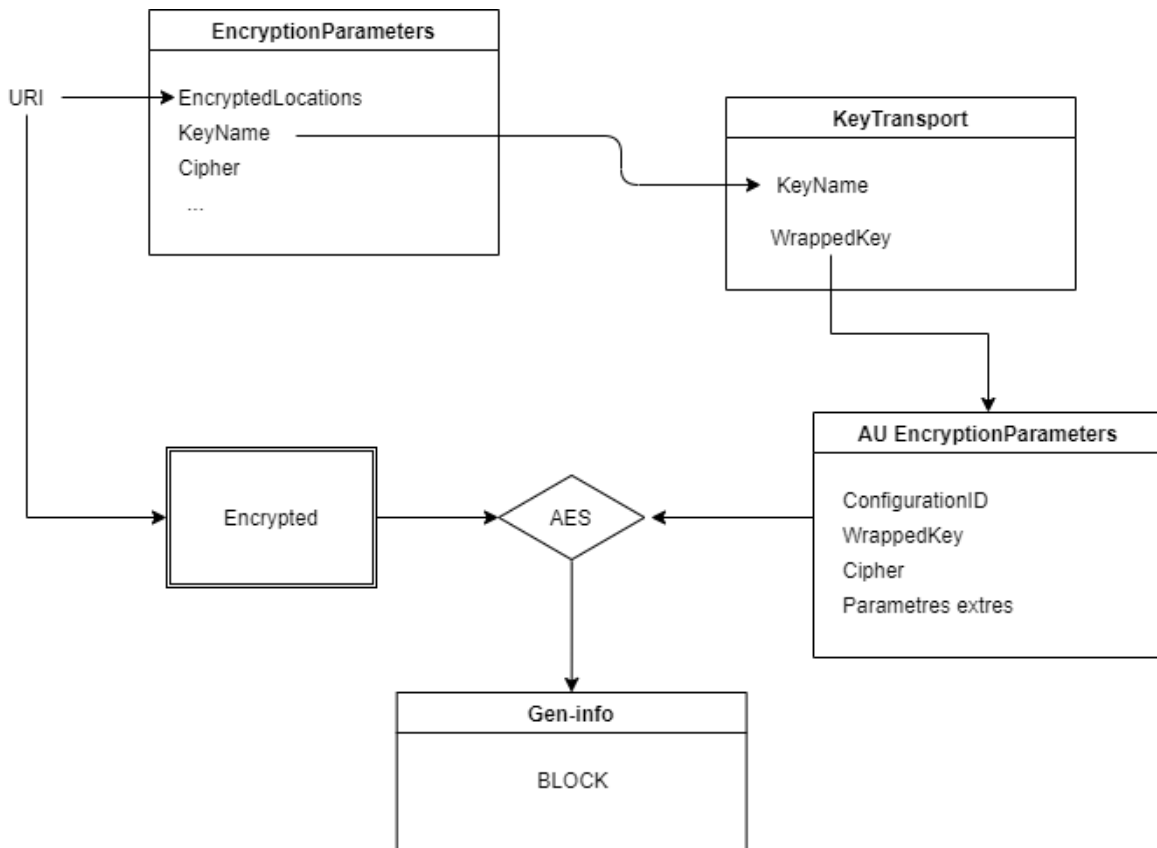 EncryptionParameters
URI
EncryptedLocations
KeyName
Cipher
...
KeyTransport
KeyName
WrappedKey
AU EncryptionParameters
ConfigurationID
WrappedKey
Cipher
Parametres extres
Encrypted
AES
Gen-info
BLOCK